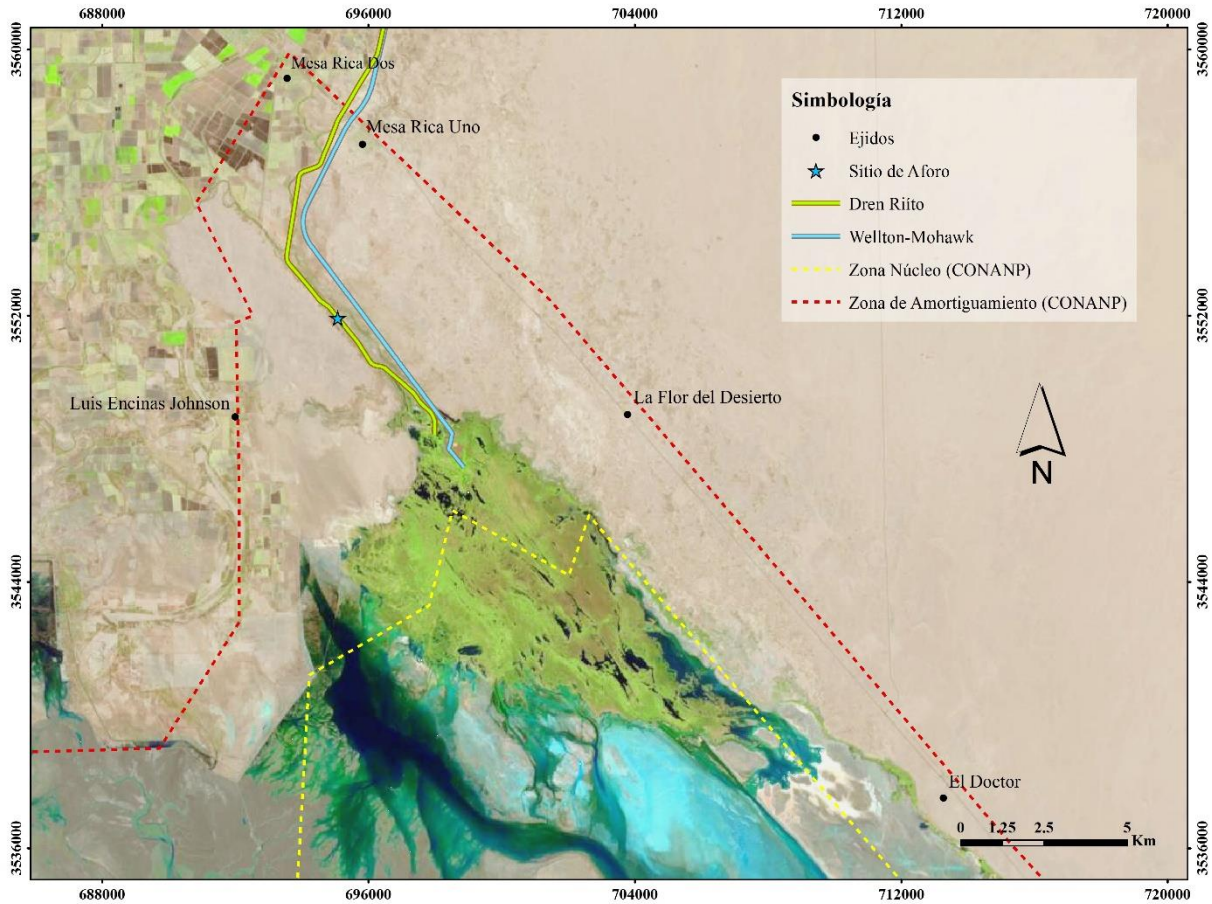 688000 696000 704000 712000 720000
3560000 3560000
Mesa Rica Dos
Simbología
Mesa Rica Uno
Ejidos
Sitio de Aforo
Dren Riíto
Wellton-Mohawk
Zona Núcleo (CONANP)
Zona de Amortiguamiento (CONANP)
3552000 3552000
Luis Encinas Johnson
La Flor del Desierto
N
3544000 3544000
El Doctor
0 1.25 2.5 5
Km
3536000 3536000
688000 696000 704000 712000 720000